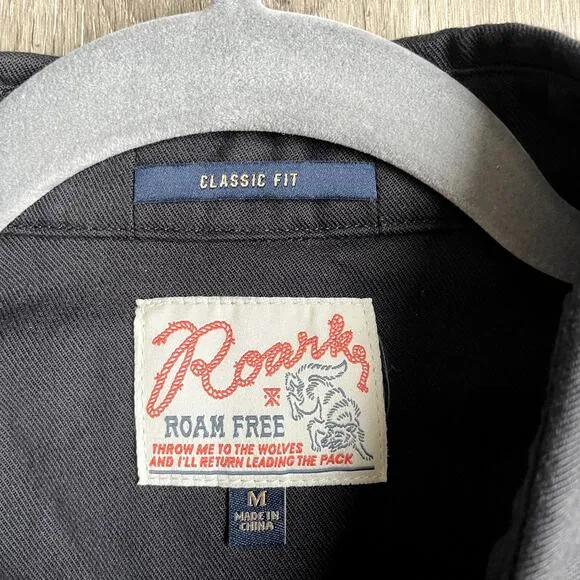 CLASSIC FIT
Roark
ROAM FREE
THROW ME TO THE WOLVES
AND I'LL RETURN LEADING THE PACK
M
MADE IN
CHINA